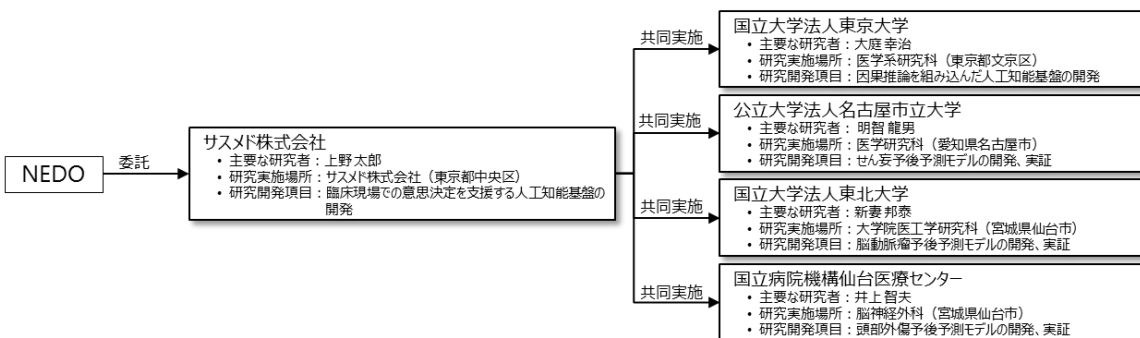 NEDO
委託
サスメド株式会社
• 主要な研究者：上野 太郎
• 研究実施場所：サスメド株式会社（東京都中央区）
• 研究開発項目：臨床現場での意思決定を支援する人工知能基盤の
開発
共同実施
国立大学法人東京大学
• 主要な研究者：大庭 幸治
• 研究実施場所：医学系研究科（東京都文京区）
• 研究開発項目：因果推論を組み込んだ人工知能基盤の開発
共同実施
公立大学法人名古屋市立大学
• 主要な研究者： 明智 龍男
• 研究実施場所：医学研究科（愛知県名古屋市）
• 研究開発項目：せん妄予後予測モデルの開発、実証
共同実施
国立大学法人東北大学
• 主要な研究者：新妻 邦泰
• 研究実施場所：大学院医工学研究科（宮城県仙台市）
• 研究開発項目：脳動脈瘤予後予測モデルの開発、実証
共同実施
国立病院機構仙台医療センター
• 主要な研究者：井上 智夫
• 研究実施場所：脳神経外科（宮城県仙台市）
• 研究開発項目：頭部外傷予後予測モデルの開発、実証